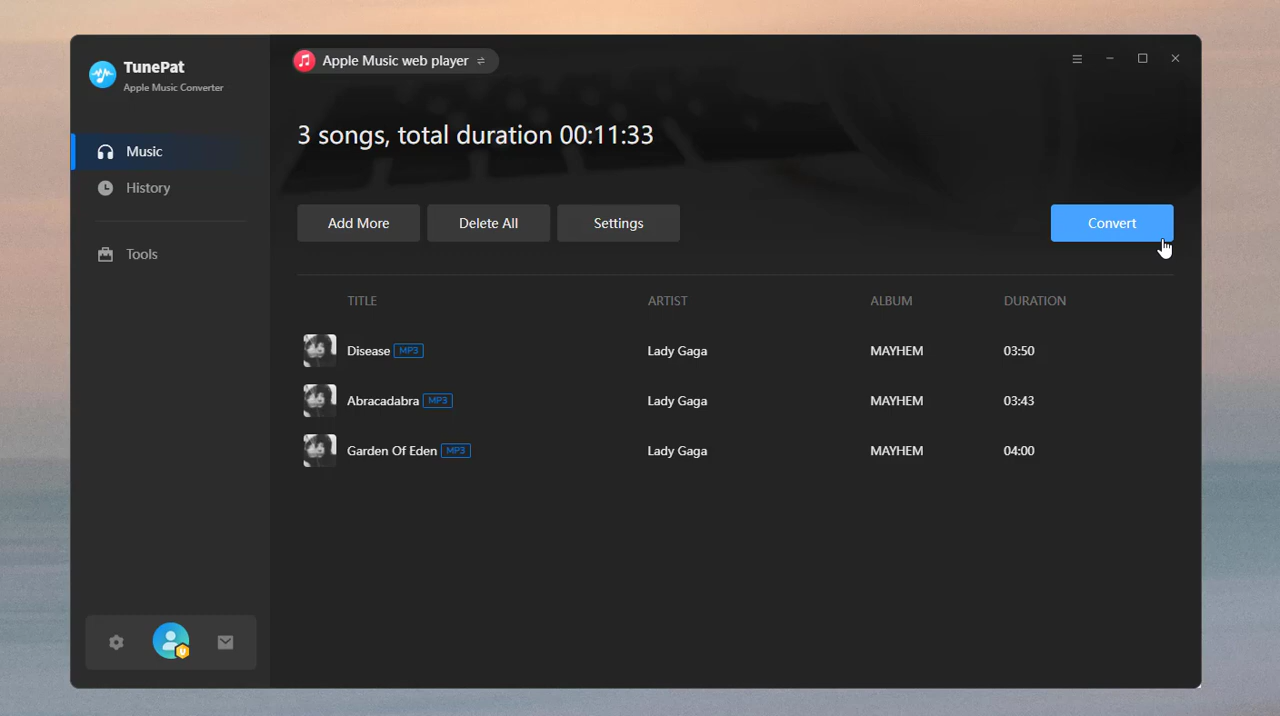 TunePat
Apple Music Converter
Music
History
Tools
Apple Music web player
3 songs, total duration 00:11:33
Add More Delete All Settings Convert
TITLE ARTIST ALBUM DURATION
Disease MP3 Lady Gaga MAYHEM 03:50
Abracadabra MP3 Lady Gaga MAYHEM 03:43
Garden Of Eden MP3 Lady Gaga MAYHEM 04:00